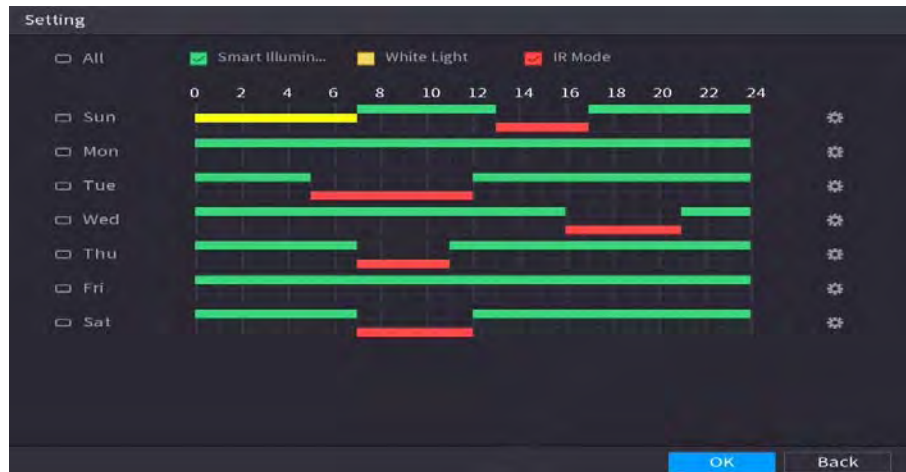 Setting
All Smart Illumin... White Light IR Mode
0 2 4 6 8 10 12 14 16 18 20 22 24
Sun
Mon
Tue
Wed
Thu
Fri
Sat
OK Back